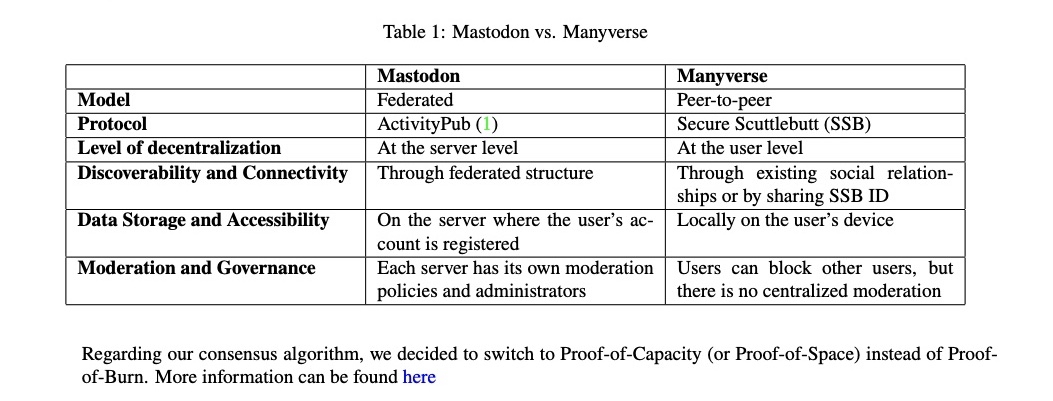 Table 1: Mastodon vs. Manyverse
Mastodon Manyverse
Model Federated Peer-to-peer
Protocol ActivityPub (1) Secure Scuttlebutt (SSB)
Level of decentralization At the server level At the user level
Discoverability and Connectivity Through federated structure Through existing social relation-
ships or by sharing SSB ID
Data Storage and Accessibility On the server where the user's ac- Locally on the user's device
count is registered
Moderation and Governance Each server has its own moderation Users can block other users, but
policies and administrators there is no centralized moderation
Regarding our consensus algorithm, we decided to switch to Proof-of-Capacity (or Proof-of-Space) instead of Proof-
of-Burn. More information can be found here